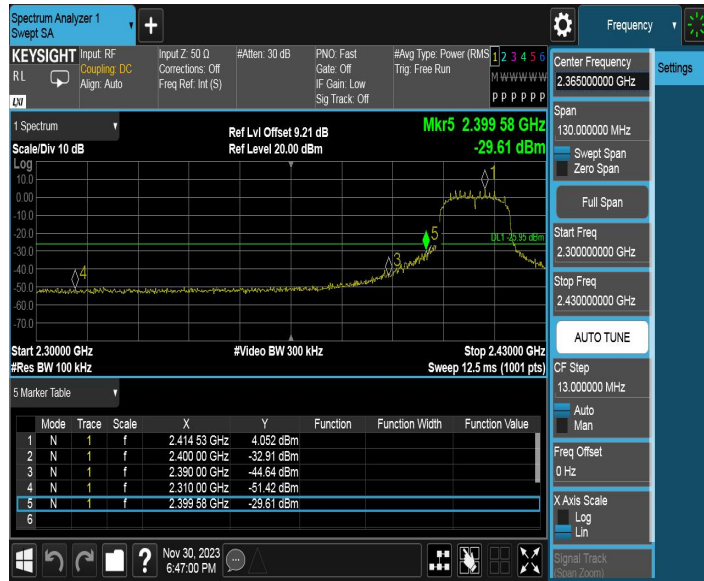 Spectrum Analyzer 1
Swept SA
+
Frequency
KEYSIGHT
RL
LXI
Input: RF
Coupling: DC
Align: Auto
Input Z: 50 Ω
Corrections: Off
Freq Ref: Int (S)
#Atten: 30 dB
PNO: Fast
Gate: Off
IF Gain: Low
Sig Track: Off
#Avg Type: Power (RMS
Trig: Free Run
1 2 3 4 5 6
M W W W W W
P P P P P P
1 Spectrum
Scale/Div 10 dB
Ref Lvl Offset 9.21 dB
Ref Level 20.00 dBm
Mkr5 2.399 58 GHz
-29.61 dBm
Log
10.0
0.00
-10.0
-20.0
-30.0
-40.0
-50.0
-60.0
-70.0
1
5
3
4
DL1 -25.95 dBm
Start 2.30000 GHz
#Video BW 300 kHz
Stop 2.43000 GHz
#Res BW 100 kHz
Sweep 12.5 ms (1001 pts)
5 Marker Table
Mode Trace Scale X Y Function Function Width Function Value
1 N 1 f 2.414 53 GHz 4.052 dBm
2 N 1 f 2.400 00 GHz -32.91 dBm
3 N 1 f 2.390 00 GHz -44.64 dBm
4 N 1 f 2.310 00 GHz -51.42 dBm
5 N 1 f 2.399 58 GHz -29.61 dBm
6
?
Nov 30, 2023
6:47:00 PM
Center Frequency
2.365000000 GHz
Settings
Span
130.000000 MHz
Swept Span
Zero Span
Full Span
Start Freq
2.300000000 GHz
Stop Freq
2.430000000 GHz
AUTO TUNE
CF Step
13.000000 MHz
Auto
Man
Freq Offset
0 Hz
X Axis Scale
Log
Lin
Signal Track
(Span Zoom)